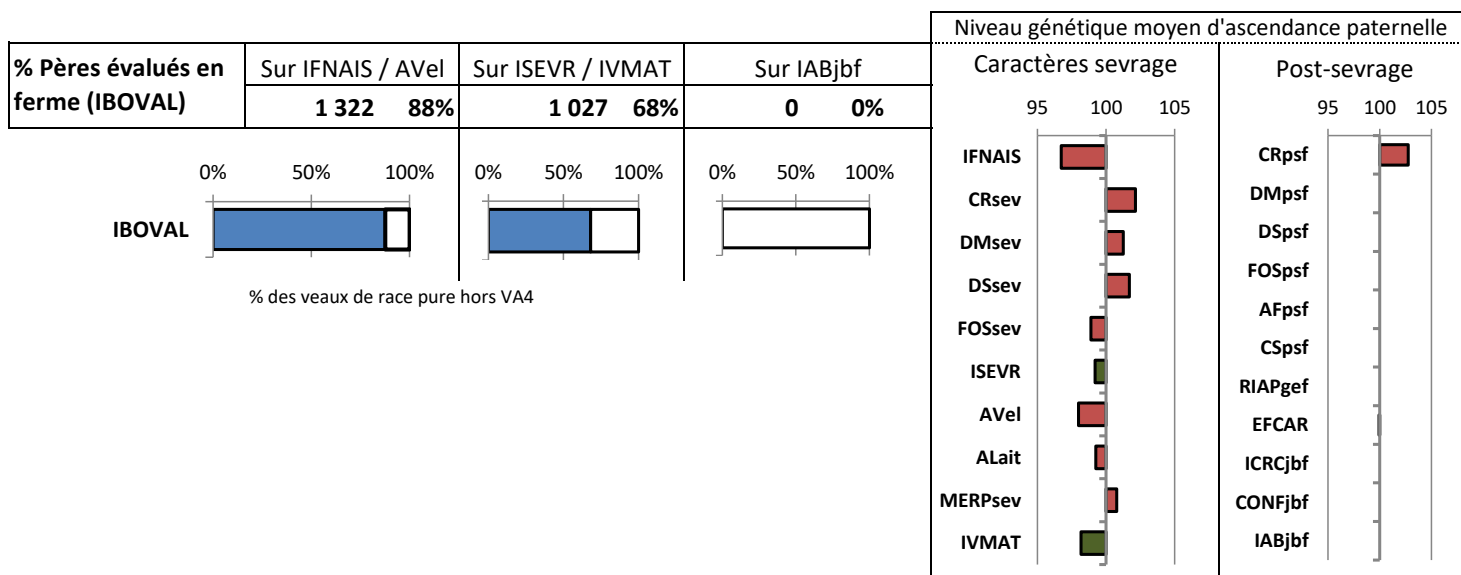 Niveau génétique moyen d'ascendance paternelle
% Pères évalués en ferme (IBOVAL)
Sur IFNAIS / AVel
Sur ISEVR / IVMAT
Sur IABjbf
1 322 88%
1 027 68%
0 0%
Caractères sevrage
Post-sevrage
95 100 105
95 100 105
0% 50% 100%
0% 50% 100%
0% 50% 100%
IBOVAL
% des veaux de race pure hors VA4
IFNAIS
CRsev
DMsev
DSsev
FOSsev
ISEVR
AVel
ALait
MERPsev
IVMAT
CRpsf
DMpsf
DSpsf
FOSpsf
AFpsf
CSpsf
RIAPgef
EFCAR
ICRCjbf
CONFjbf
IABjbf